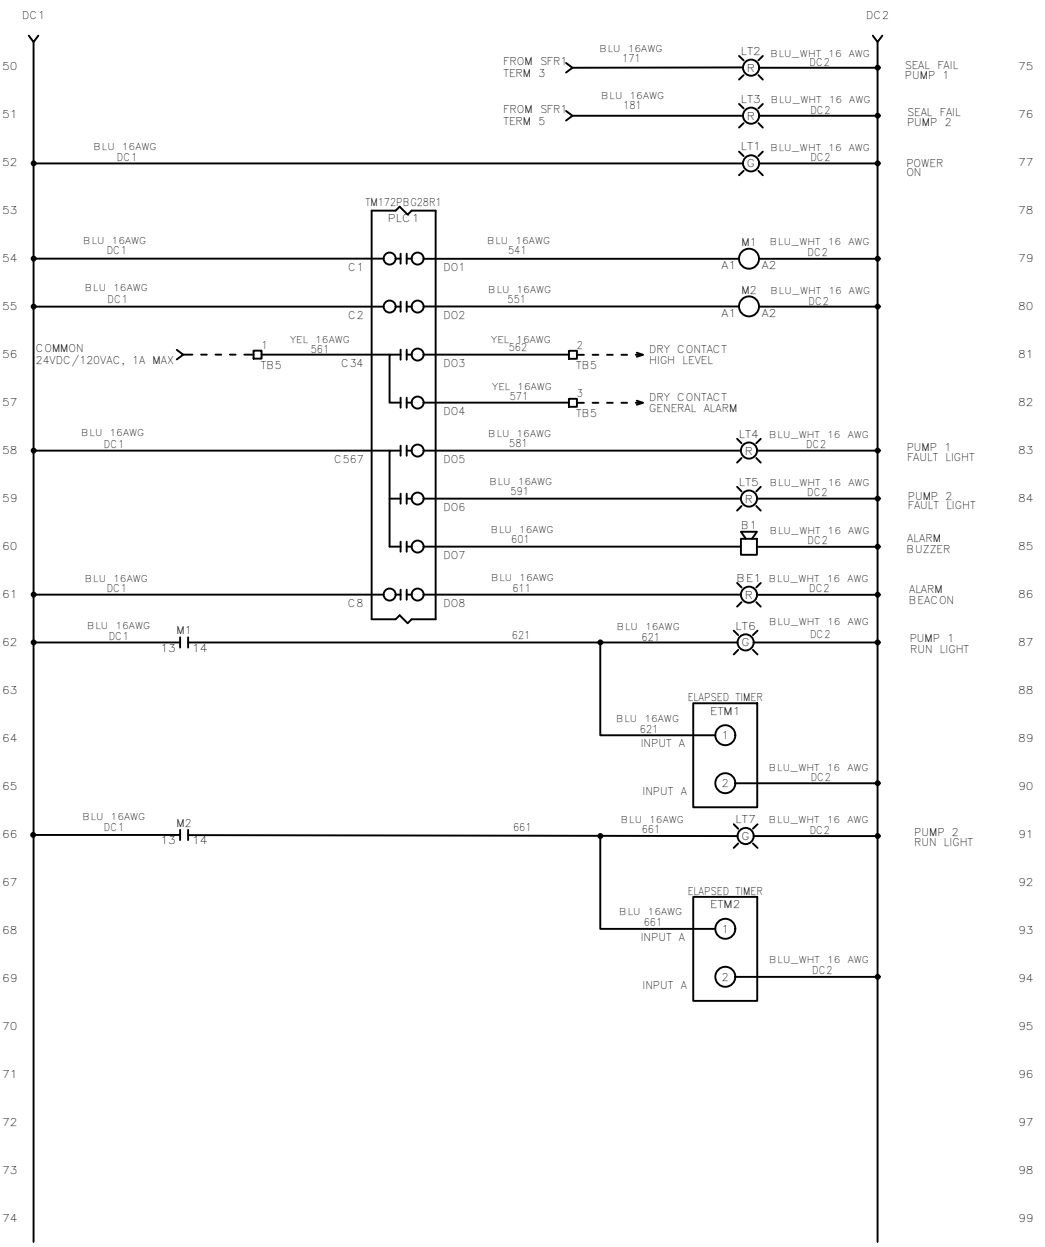 DC1
DC2
50
FROM SFR1
TERM 3
BLU 16AWG
171
LT2
R
BLU_WHT 16 AWG
DC2
SEAL FAIL
PUMP 1
75
51
FROM SFR1
TERM 5
BLU 16AWG
181
LT3
R
BLU_WHT 16 AWG
DC2
SEAL FAIL
PUMP 2
76
52
BLU 16AWG
DC1
LT1
G
BLU_WHT 16 AWG
DC2
POWER
ON
77
53
TM172PBG28R1
PLC1
78
54
BLU 16AWG
DC1
C1
DO1
BLU 16AWG
541
M1
A1
A2
BLU_WHT 16 AWG
DC2
79
55
BLU 16AWG
DC1
C2
DO2
BLU 16AWG
551
M2
A1
A2
BLU_WHT 16 AWG
DC2
80
56
COMMON
24VDC/120VAC, 1A MAX
1
TB5
YEL 16AWG
561
C34
DO3
YEL 16AWG
562
2
TB5
DRY CONTACT
HIGH LEVEL
81
57
DO4
YEL 16AWG
571
3
TB5
DRY CONTACT
GENERAL ALARM
82
58
BLU 16AWG
DC1
C567
DO5
BLU 16AWG
581
LT4
R
BLU_WHT 16 AWG
DC2
PUMP 1
FAULT LIGHT
83
59
DO6
BLU 16AWG
591
LT5
R
BLU_WHT 16 AWG
DC2
PUMP 2
FAULT LIGHT
84
60
DO7
BLU 16AWG
601
B1
BLU_WHT 16 AWG
DC2
ALARM
BUZZER
85
61
BLU 16AWG
DC1
C8
DO8
BLU 16AWG
611
BE1
R
BLU_WHT 16 AWG
DC2
ALARM
BEACON
86
62
BLU 16AWG
DC1
M1
13
14
621
BLU 16AWG
621
LT6
G
BLU_WHT 16 AWG
DC2
PUMP 1
RUN LIGHT
87
63
88
ELAPSED TIMER
ETM1
64
BLU 16AWG
621
INPUT A
1
89
65
INPUT A
2
BLU_WHT 16 AWG
DC2
90
66
BLU 16AWG
DC1
M2
13
14
661
BLU 16AWG
661
LT7
G
BLU_WHT 16 AWG
DC2
PUMP 2
RUN LIGHT
91
67
92
ELAPSED TIMER
ETM2
68
BLU 16AWG
661
INPUT A
1
93
69
INPUT A
2
BLU_WHT 16 AWG
DC2
94
70
95
71
96
72
97
73
98
74
99